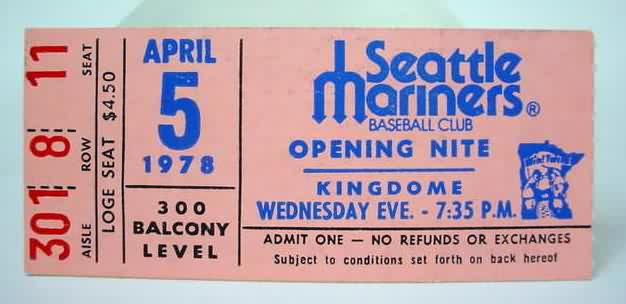 11 SEAT
8 ROW
301 AISLE
LOGE SEAT $4.50
APRIL
5
1978
300
BALCONY
LEVEL
Seattle
Mariners®
BASEBALL CLUB
OPENING NITE
KINGDOME
WEDNESDAY EVE. - 7:35 P.M.
Win! Twins!
ADMIT ONE — NO REFUNDS OR EXCHANGES
Subject to conditions set forth on back hereof